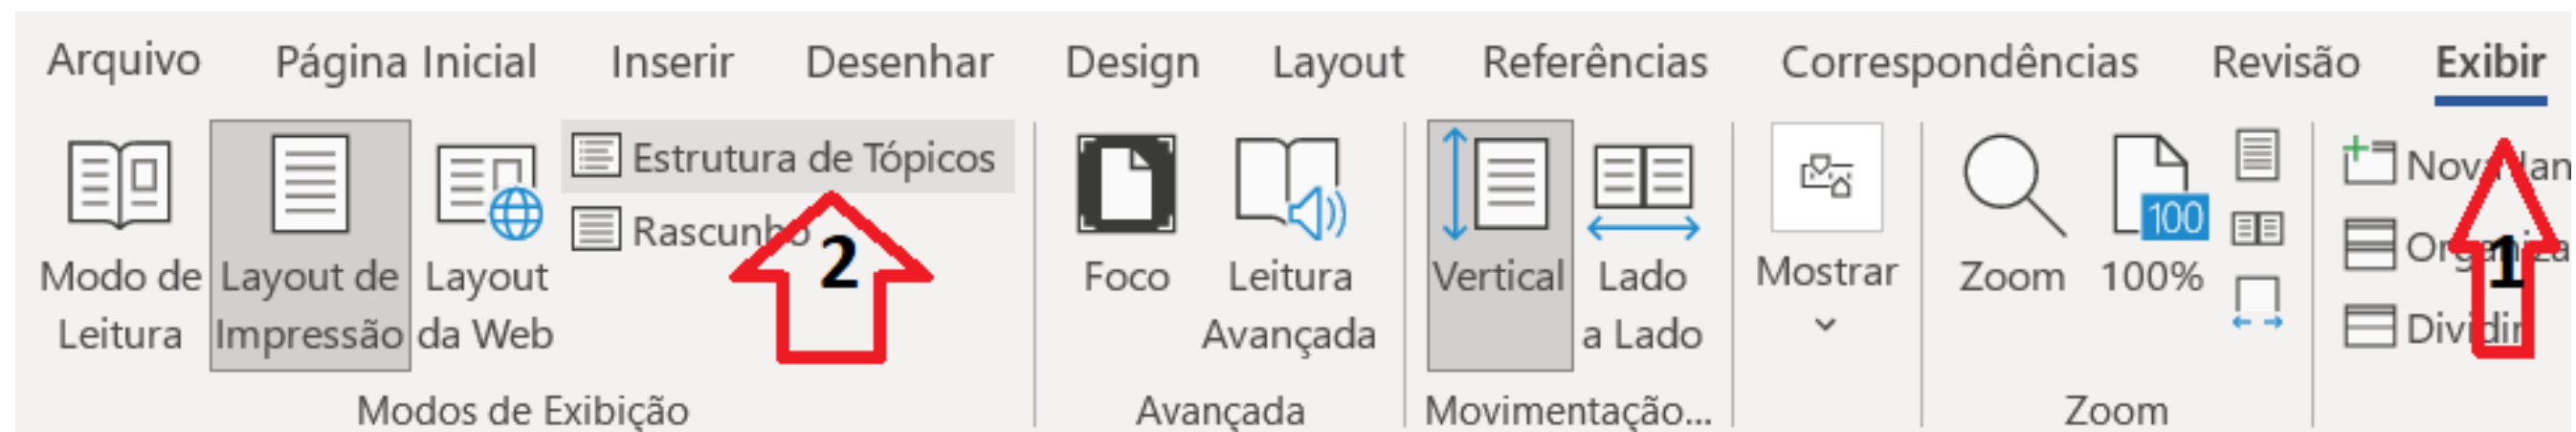 Arquivo Página Inicial Inserir Desenhar Design Layout Referências Correspondências Revisão Exibir
Modo de Leitura
Layout de Impressão
Layout da Web
Estrutura de Tópicos
Rascunho
2
Modos de Exibição
Foco
Leitura Avançada
Avançada
Vertical
Lado a Lado
Movimentação...
Mostrar
Zoom
100
100%
Zoom
1
Dividir